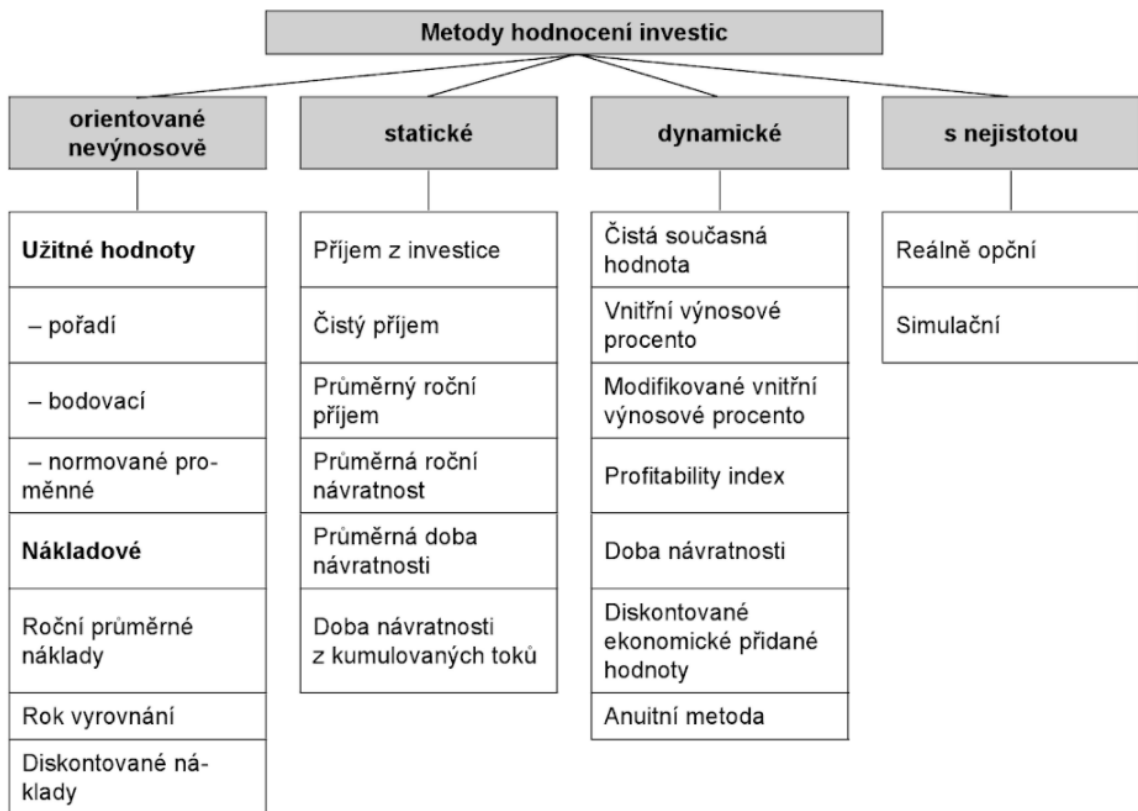 Metody hodnocení investic
orientované
nevýnosově
statické
dynamické
s nejistotou
Užitné hodnoty
– pořadí
– bodovací
– normované pro-
měnné
Nákladové
Roční průměrné
náklady
Rok vyrovnání
Diskontované ná-
klady
Příjem z investice
Čistý příjem
Průměrný roční
příjem
Průměrná roční
návratnost
Průměrná doba
návratnosti
Doba návratnosti
z kumulovaných toků
Čistá současná
hodnota
Vnitřní výnosové
procento
Modifikované vnitřní
výnosové procento
Profitability index
Doba návratnosti
Diskontované
ekonomické přidané
hodnoty
Anuitní metoda
Reálně opční
Simulační